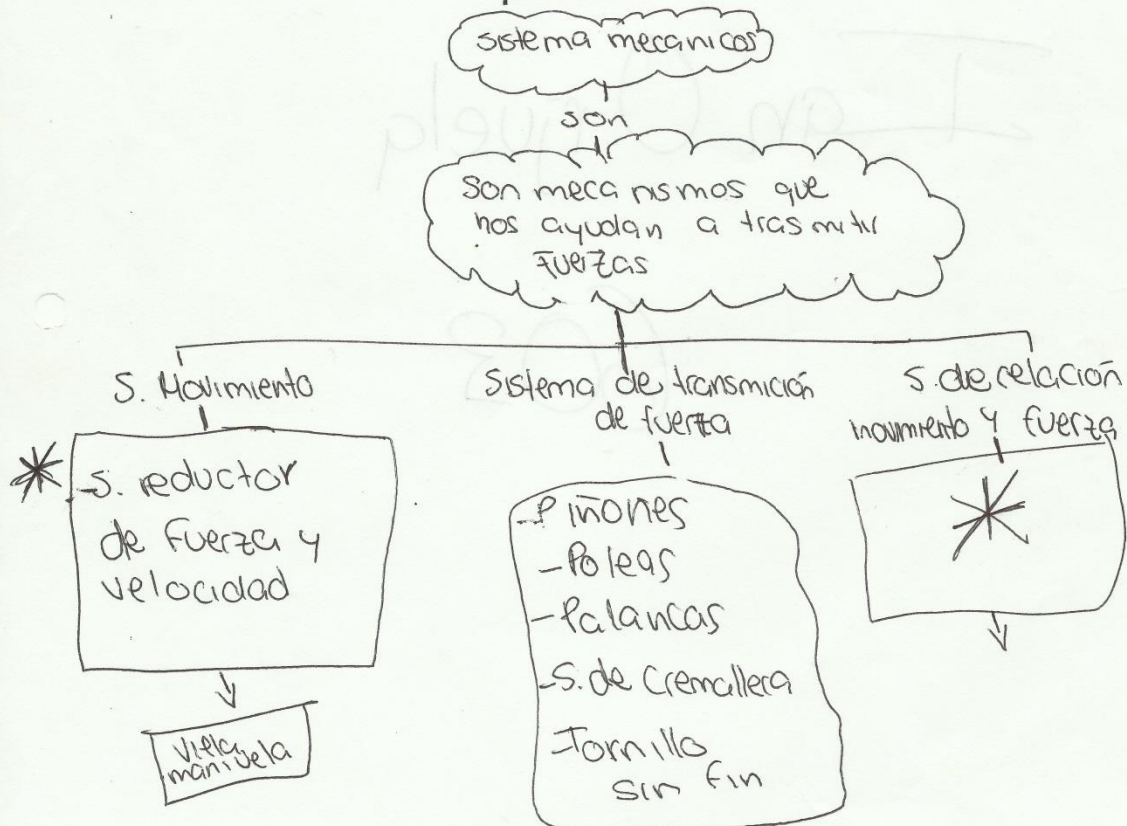 sistema mecanicos
son
son mecanismos que
nos ayudan a trasmitir
fuerzas
S. Movimiento
Sistema de transmición
de fuerza
S. de relación
movimiento y fuerza
-S. reductor
de fuerza y
velocidad
-Piñones
-Poleas
-Palancas
-S. de Cremallera
-Tornillo
sin fin
Viela
manivela